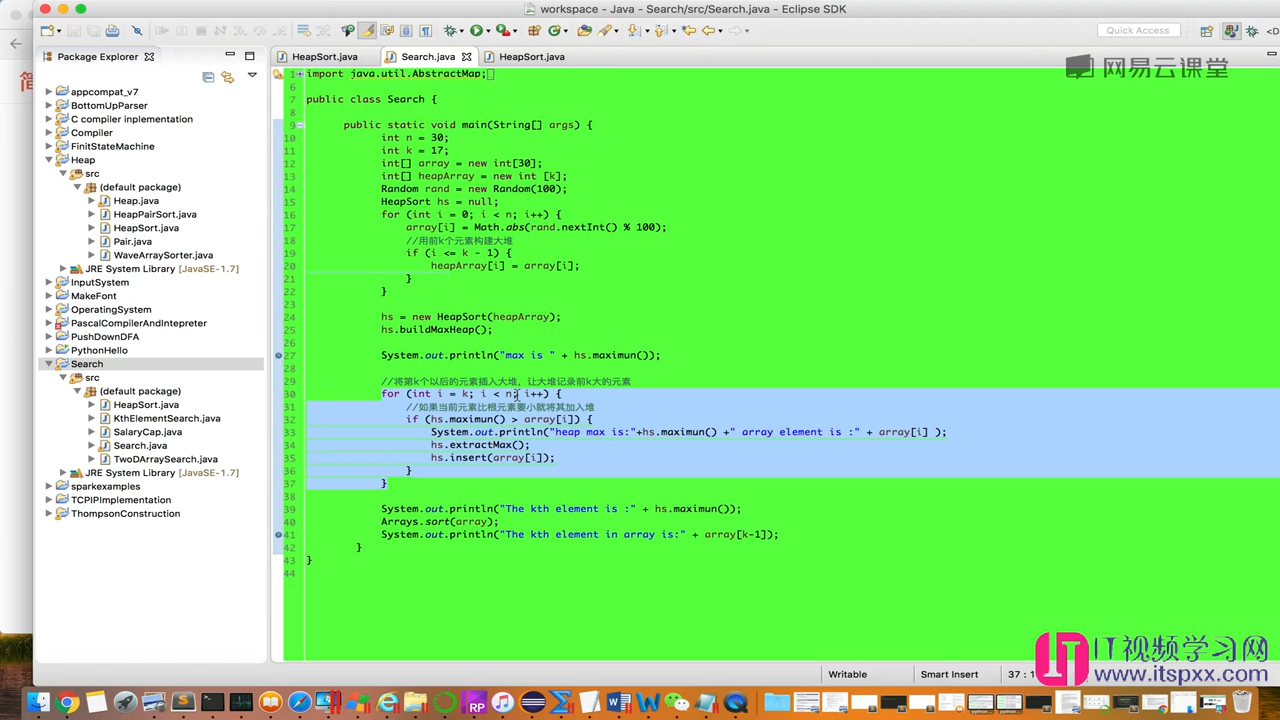 workspace - Java - Search/src/Search.java - Eclipse SDK
Quick Access
Package Explorer
HeapSort.java
Search.java
HeapSort.java
网易云课堂
简
appcompat_v7
BottomUpParser
C compiler inplementation
Compiler
FinitStateMachine
Heap
src
(default package)
Heap.java
HeapPairSort.java
HeapSort.java
Pair.java
WaveArraySorter.java
JRE System Library [JavaSE-1.7]
InputSystem
MakeFont
OperatingSystem
PascalCompilerAndIntepreter
PushDownDFA
PythonHello
Search
src
(default package)
HeapSort.java
KthElementSearch.java
SalaryCap.java
Search.java
TwoDArraySearch.java
JRE System Library [JavaSE-1.7]
sparkexamples
TCPIPImplementation
ThompsonConstruction
1 import java.util.AbstractMap;
6
7 public class Search {
8
9 public static void main(String[] args) {
10 int n = 30;
11 int k = 17;
12 int[] array = new int[30];
13 int[] heapArray = new int [k];
14 Random rand = new Random(100);
15 HeapSort hs = null;
16 for (int i = 0; i < n; i++) {
17 array[i] = Math.abs(rand.nextInt() % 100);
18 //用前k个元素构建大堆
19 if (i <= k - 1) {
20 heapArray[i] = array[i];
21 }
22 }
23
24 hs = new HeapSort(heapArray);
25 hs.buildMaxHeap();
26
27 System.out.println("max is " + hs.maximun());
28
29 //将第k个以后的元素插入大堆，让大堆记录前k大的元素
30 for (int i = k; i < n; i++) {
31 //如果当前元素比根元素要小就将其加入堆
32 if (hs.maximun() > array[i]) {
33 System.out.println("heap max is:"+hs.maximun() +" array element is :" + array[i] );
34 hs.extractMax();
35 hs.insert(array[i]);
36 }
37 }
38
39 System.out.println("The kth element is :" + hs.maximun());
40 Arrays.sort(array);
41 System.out.println("The kth element in array is:" + array[k-1]);
42 }
43 }
44
IT视频学习网
www.itspxx.com
Writable
Smart Insert
37 : 1